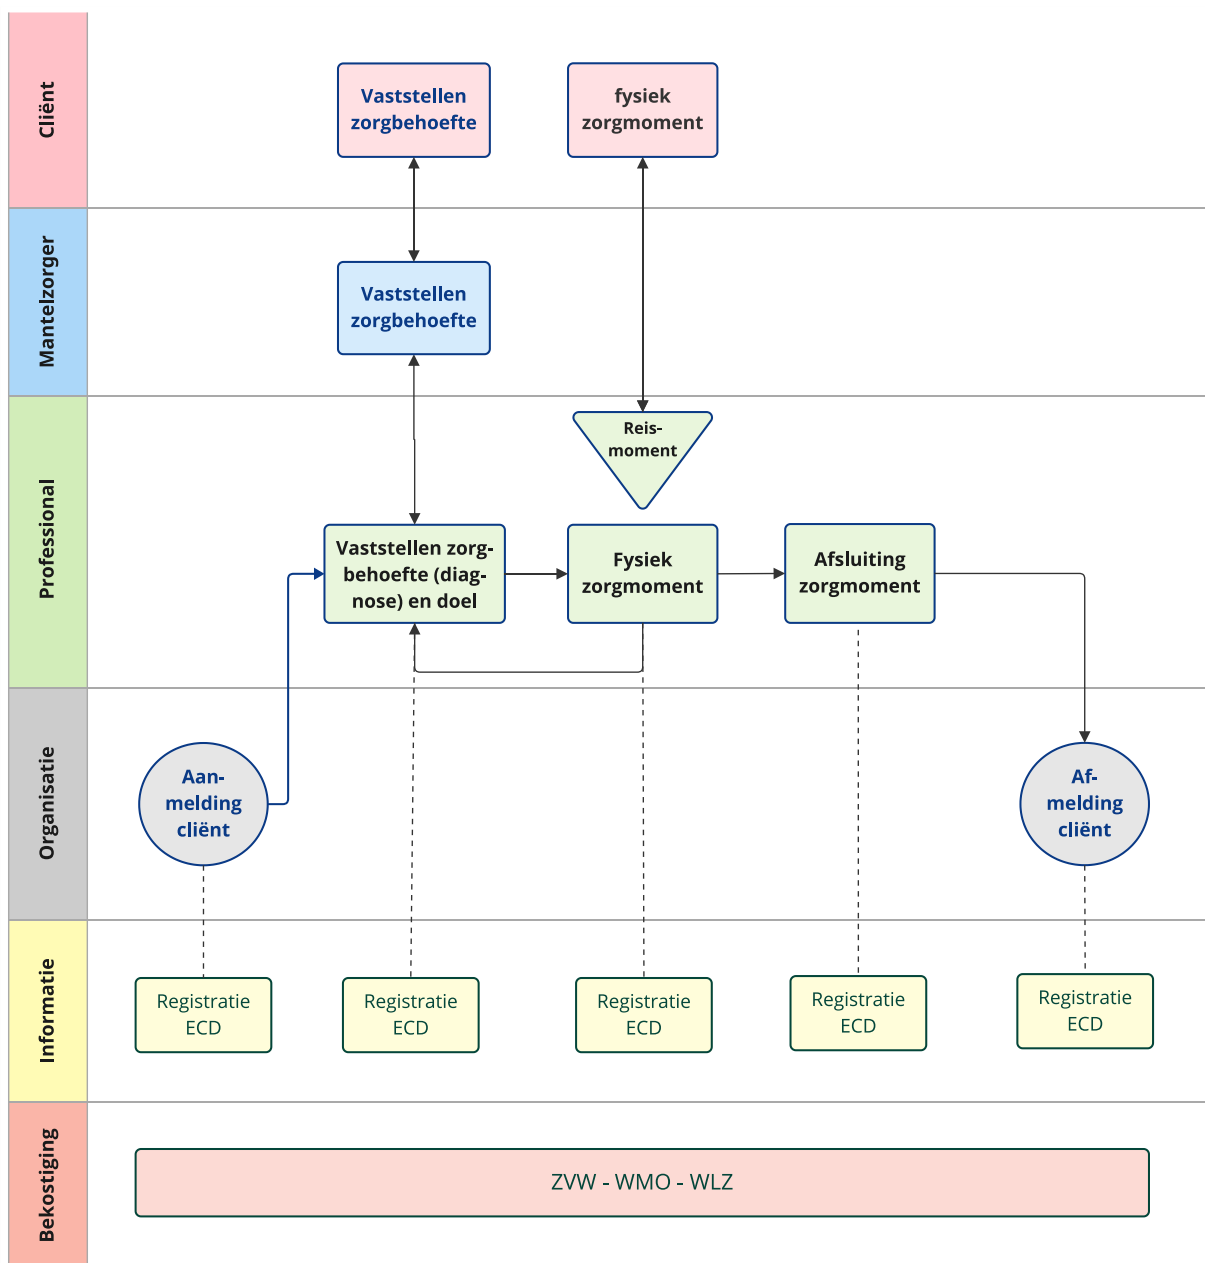 Cliënt
Vaststellen
zorgbehoefte
fysiek
zorgmoment
Mantelzorger
Vaststellen
zorgbehoefte
Professional
Reis-
moment
Vaststellen zorg-
behoefte (diag-
nose) en doel
Fysiek
zorgmoment
Afsluiting
zorgmoment
Organisatie
Aan-
melding
cliënt
Af-
melding
cliënt
Informatie
Registratie
ECD
Registratie
ECD
Registratie
ECD
Registratie
ECD
Registratie
ECD
Bekostiging
ZVW - WMO - WLZ